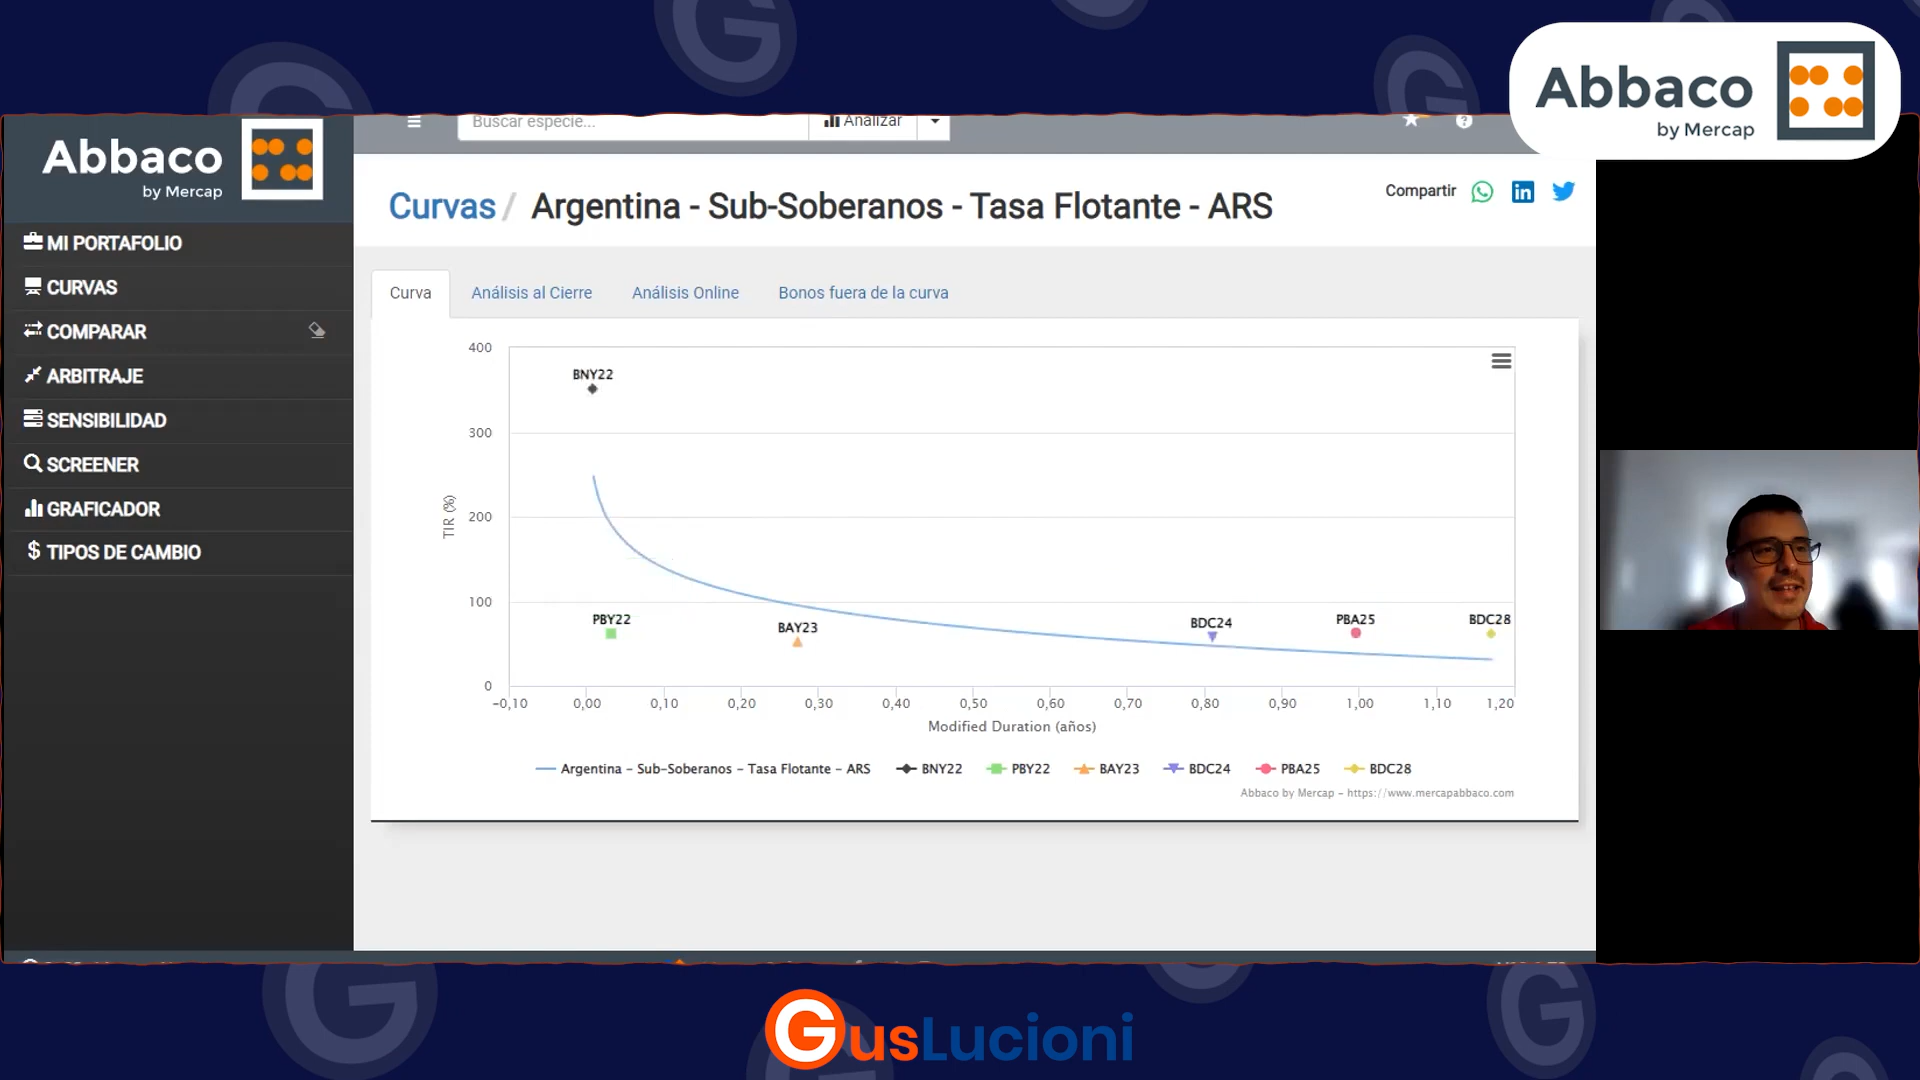 Abbaco
by Mercap
Abbaco
by Mercap
Buscar especie...
Analizar
Curvas / Argentina - Sub-Soberanos - Tasa Flotante - ARS
Compartir
MI PORTAFOLIO
CURVAS
COMPARAR
ARBITRAJE
SENSIBILIDAD
SCREENER
GRAFICADOR
$ TIPOS DE CAMBIO
Curva
Análisis al Cierre
Análisis Online
Bonos fuera de la curva
400
300
200
100
0
TIR (%)
BNY22
PBY22
BAY23
BDC24
PBA25
BDC28
−0,10
0,00
0,10
0,20
0,30
0,40
0,50
0,60
0,70
0,80
0,90
1,00
1,10
1,20
Modified Duration (años)
Argentina - Sub-Soberanos - Tasa Flotante - ARS
BNY22
PBY22
BAY23
BDC24
PBA25
BDC28
Abbaco by Mercap - https://www.mercapabbaco.com
GusLucioni